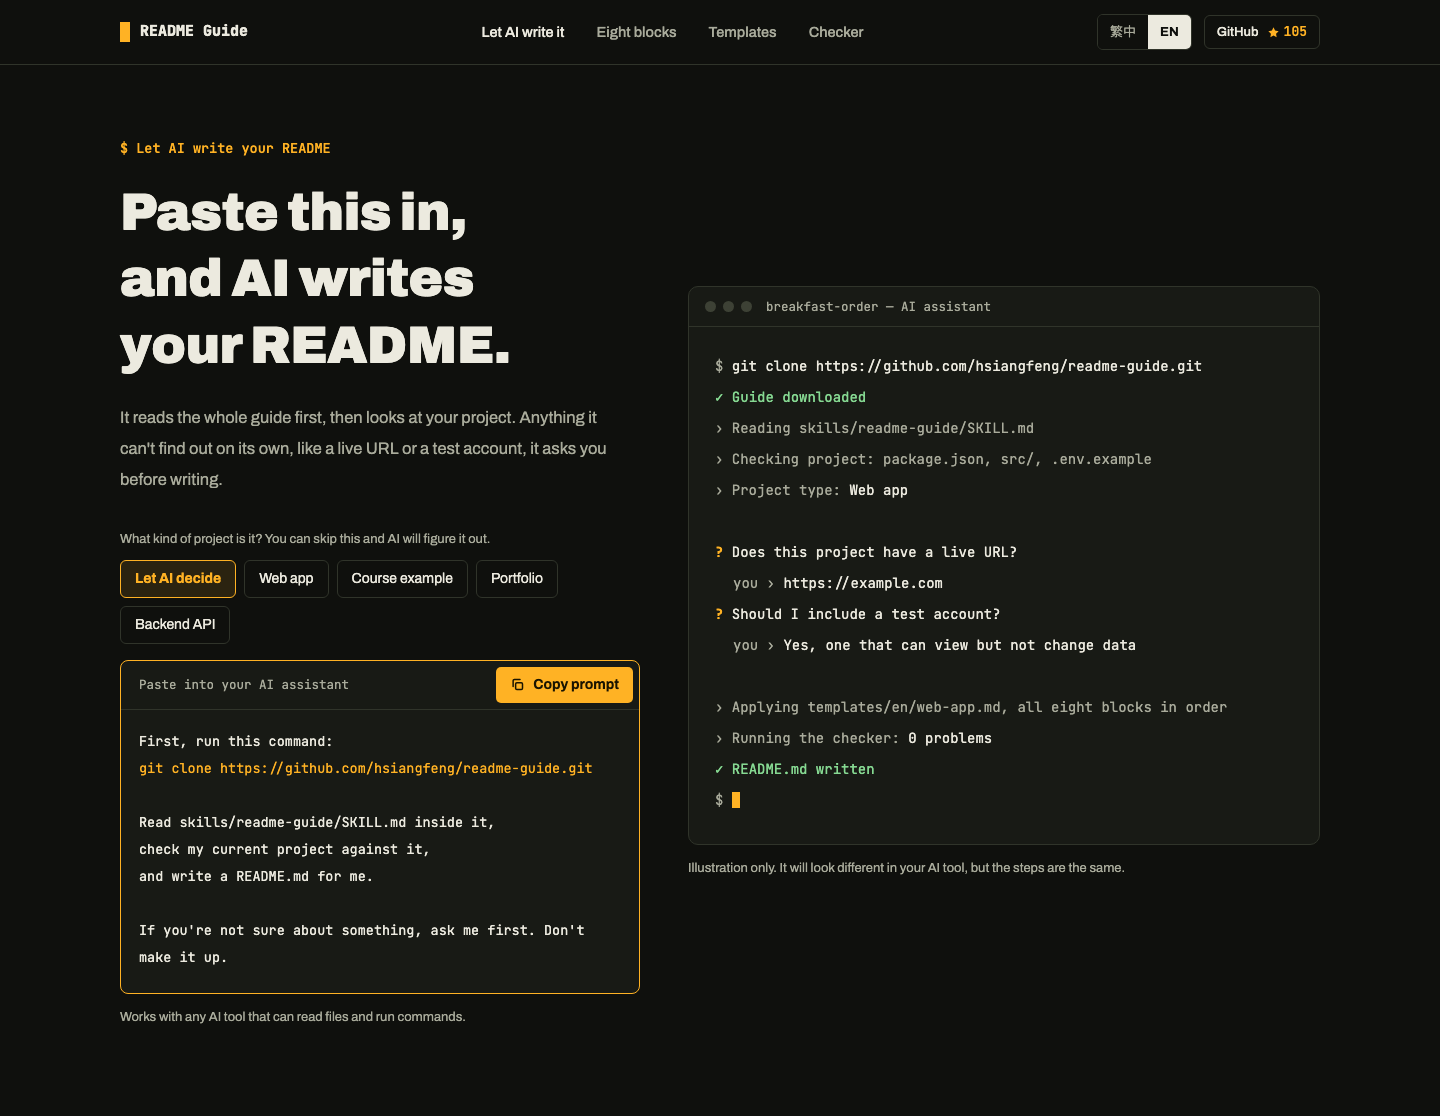 README Guide
Let AI write it
Eight blocks
Templates
Checker
繁中
EN
GitHub ★ 105
$ Let AI write your README
Paste this in,
and AI writes
your README.
It reads the whole guide first, then looks at your project. Anything it
can't find out on its own, like a live URL or a test account, it asks you
before writing.
What kind of project is it? You can skip this and AI will figure it out.
Let AI decide
Web app
Course example
Portfolio
Backend API
Paste into your AI assistant
Copy prompt
First, run this command:
git clone https://github.com/hsiangfeng/readme-guide.git
Read skills/readme-guide/SKILL.md inside it,
check my current project against it,
and write a README.md for me.
If you're not sure about something, ask me first. Don't
make it up.
Works with any AI tool that can read files and run commands.
breakfast-order — AI assistant
$ git clone https://github.com/hsiangfeng/readme-guide.git
✓ Guide downloaded
› Reading skills/readme-guide/SKILL.md
› Checking project: package.json, src/, .env.example
› Project type: Web app
? Does this project have a live URL?
you › https://example.com
? Should I include a test account?
you › Yes, one that can view but not change data
› Applying templates/en/web-app.md, all eight blocks in order
› Running the checker: 0 problems
✓ README.md written
$
Illustration only. It will look different in your AI tool, but the steps are the same.